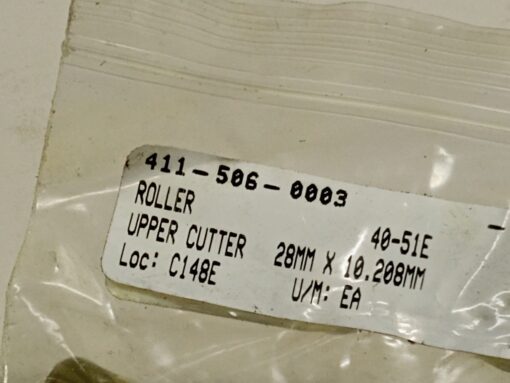 411-506-0003
ROLLER 40-51E
UPPER CUTTER 28MM X 10.208MM
Loc: C148E U/M: EA